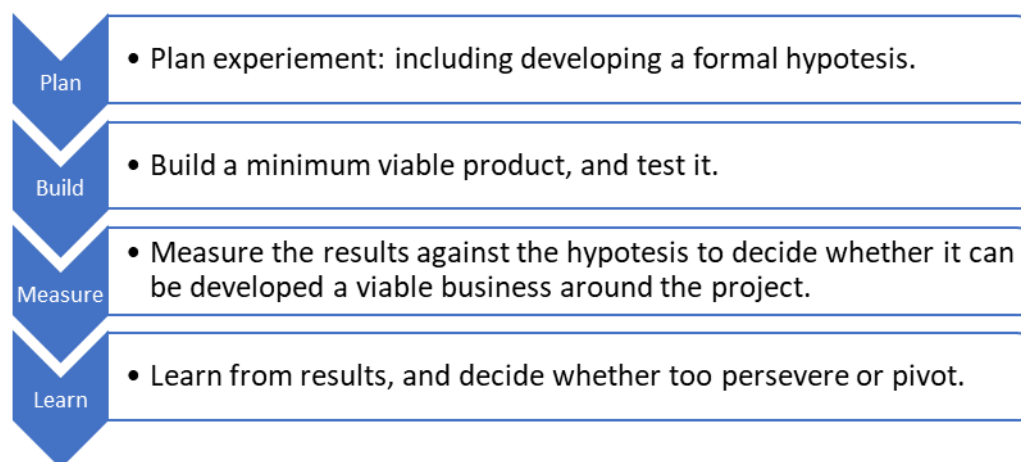 Plan
• Plan experiement: including developing a formal hypotesis.
Build
• Build a minimum viable product, and test it.
Measure
• Measure the results against the hypotesis to decide whether it can
be developed a viable business around the project.
Learn
• Learn from results, and decide whether too persevere or pivot.